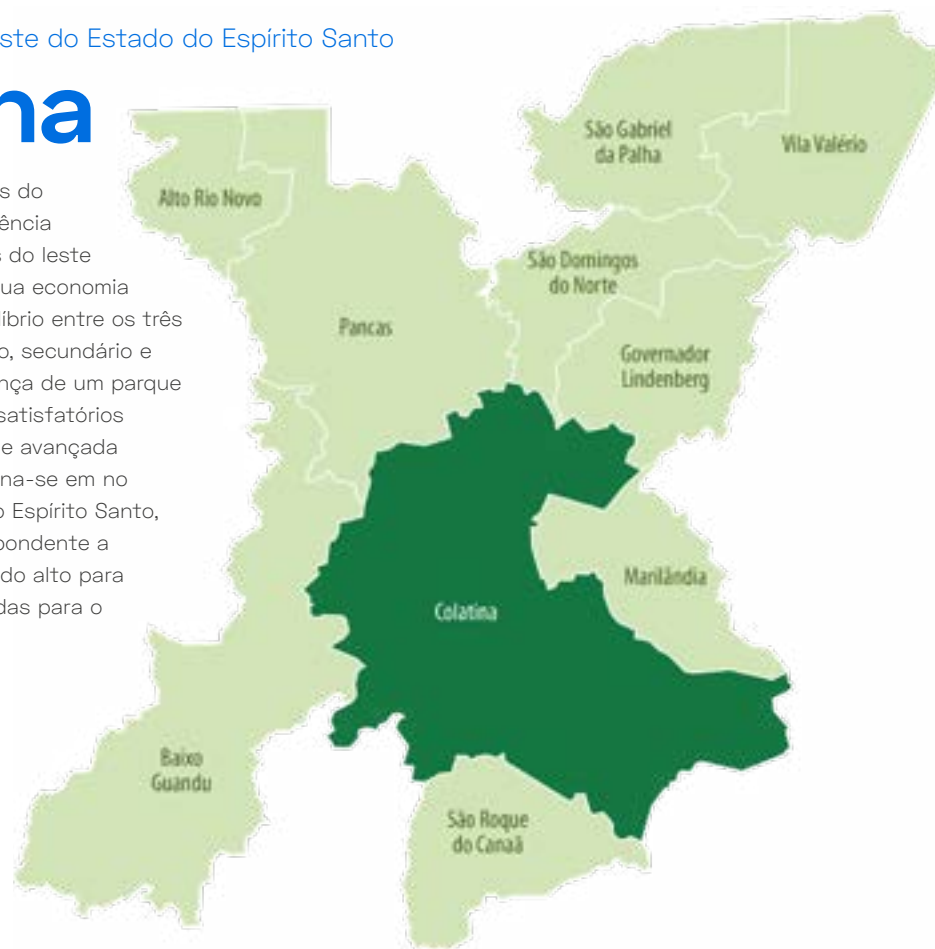 ste do Estado do Espírito Santo
na
s do
ência
s do leste
ua economia
líbrio entre os três
o, secundário e
nça de um parque
satisfatórios
e avançada
na-se em no
o Espírito Santo,
pondente a
do alto para
das para o
São Gabriel
da Palha
Vila Valério
Alto Rio Novo
São Domingos
do Norte
Pancas
Governador
Lindenberg
Marilândia
Colatina
Baixo
Guandu
São Roque
do Canaã